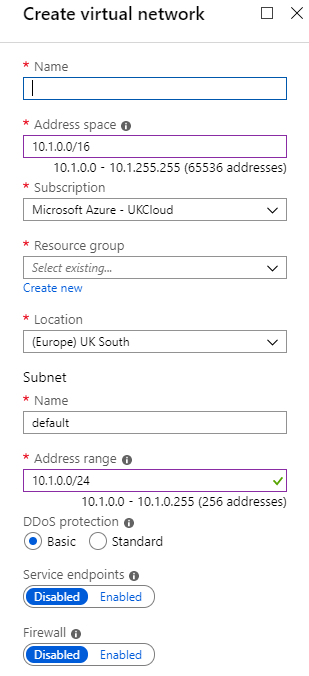 Create virtual network
* Name
* Address space
10.1.0.0/16
10.1.0.0 - 10.1.255.255 (65536 addresses)
* Subscription
Microsoft Azure - UKCloud
* Resource group
Select existing...
Create new
* Location
(Europe) UK South
Subnet
* Name
default
* Address range
10.1.0.0/24
10.1.0.0 - 10.1.0.255 (256 addresses)
DDoS protection
Basic Standard
Service endpoints
Disabled Enabled
Firewall
Disabled Enabled